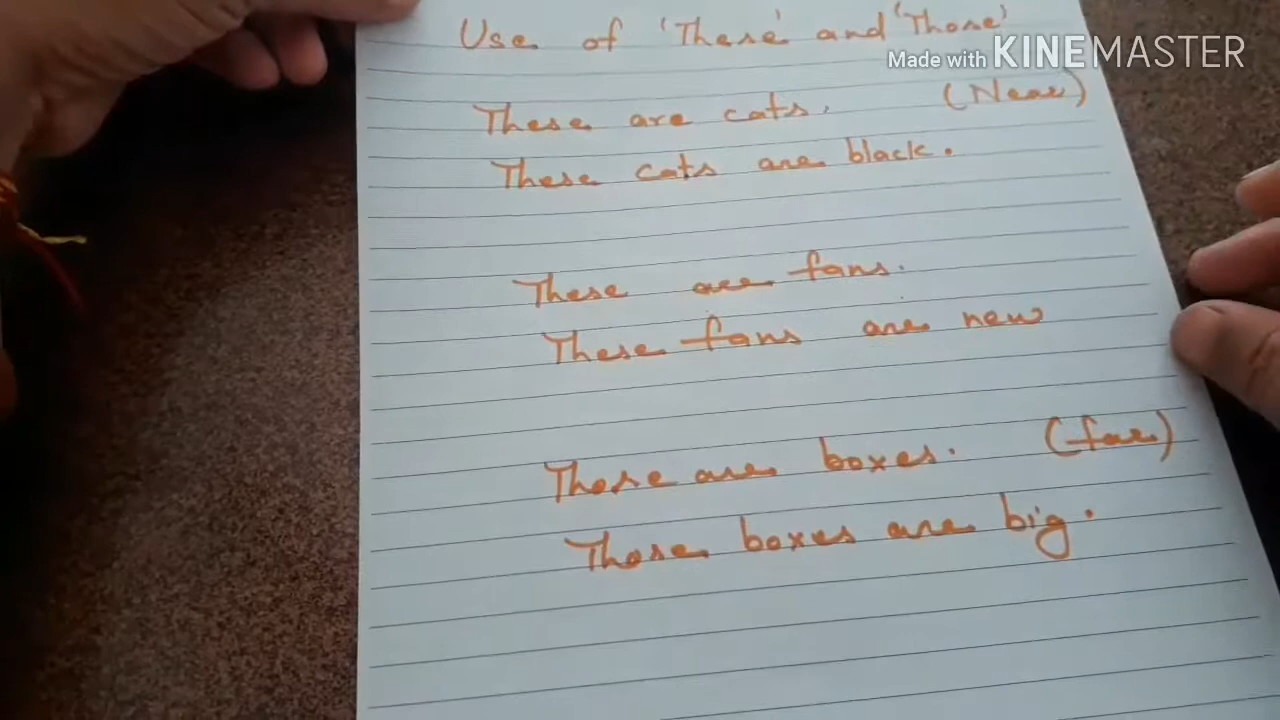 Use of 'These' and 'Those'
Made with KINEMASTER
These are cats. (Near)
These cats are black.
These are fans.
These fans are new
Those are boxes. (far)
Those boxes are big.